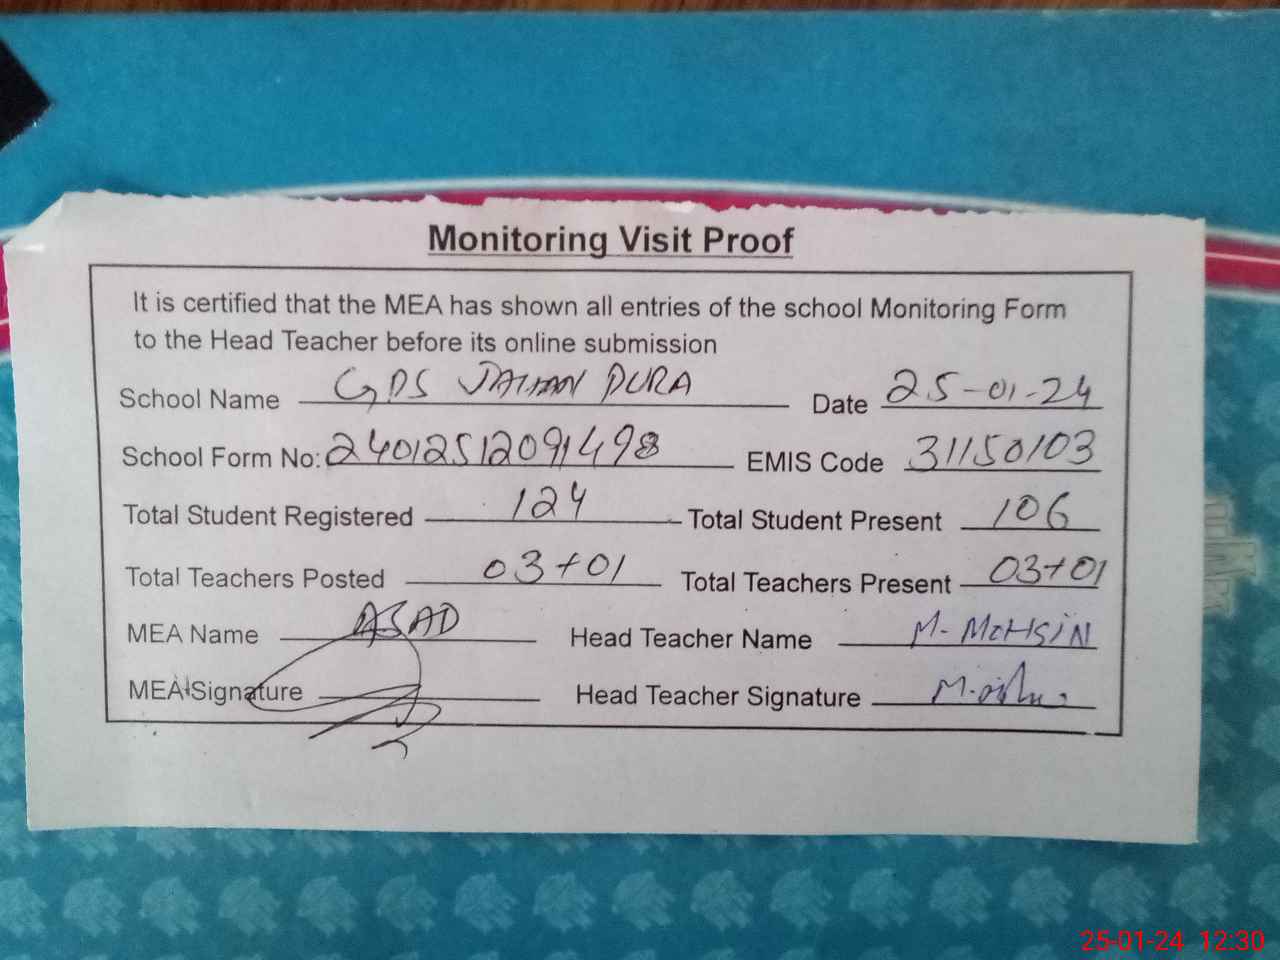 Monitoring Visit Proof
It is certified that the MEA has shown all entries of the school Monitoring Form
to the Head Teacher before its online submission
School Name GPS JATHAN PURA Date 25-01-24
School Form No: 24012512091498 EMIS Code 31150103
Total Student Registered 124 Total Student Present 106
Total Teachers Posted 03+01 Total Teachers Present 03+01
MEA Name ASAD Head Teacher Name M. MOHSIN
MEA Signature Head Teacher Signature
25-01-24 12:30